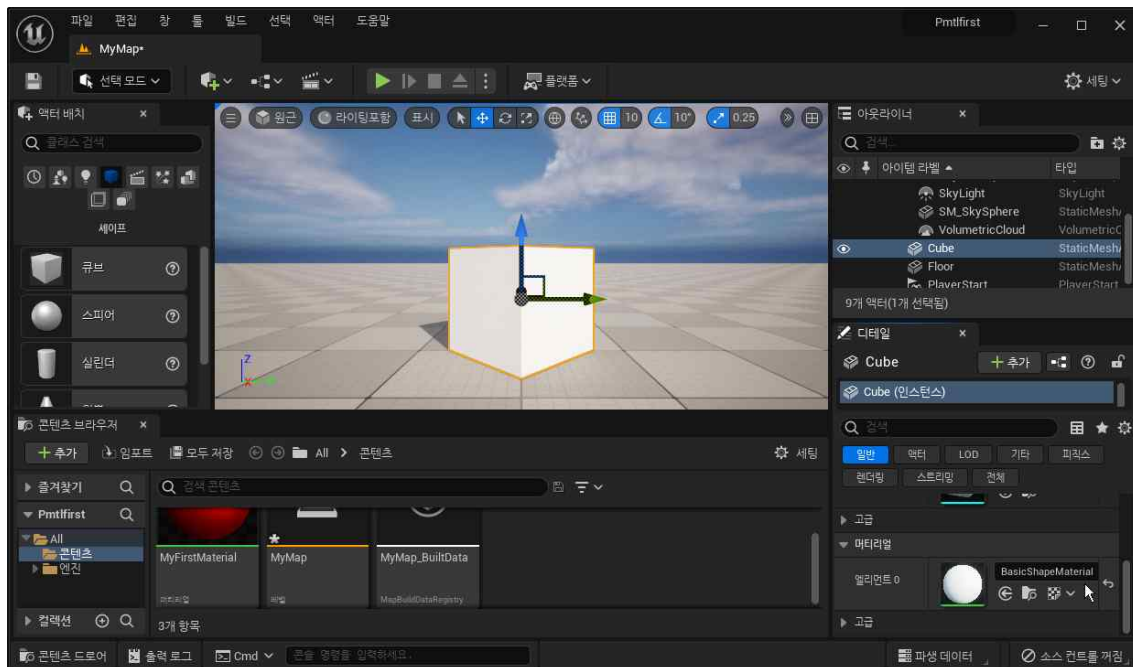 파일 편집 창 툴 빌드 선택 액터 도움말 Pmtlfirst
MyMap•
선택 모드 플랫폼 세팅
액터 배치
클래스 검색
셰이프
큐브
스피어
실린더
원근 라이팅포함 표시 10 10° 0.25
Z
아웃라이너
검색...
아이템 라벨 타입
SkyLight SkyLight
SM_SkySphere StaticMesh
VolumetricCloud VolumetricC
Cube StaticMesh
Floor StaticMesh
PlayerStart PlayerStart
9개 액터(1개 선택됨)
디테일
Cube 추가
Cube (인스턴스)
검색
일반 액터 LOD 기타 피직스
렌더링 스트리밍 전체
고급
머티리얼
엘리먼트 0 BasicShapeMaterial
고급
콘텐츠 브라우저
추가 임포트 모두 저장 All 콘텐츠 세팅
즐겨찾기 검색 콘텐츠
Pmtlfirst
All
콘텐츠
엔진
컬렉션
MyFirstMaterial MyMap MyMap_BuiltData
머티리얼 레벨 MapBuildDataRegistry
3개 항목
콘텐츠 드로어 출력 로그 Cmd 콘솔 명령을 입력하세요. 파생 데이터 소스 컨트롤 꺼짐